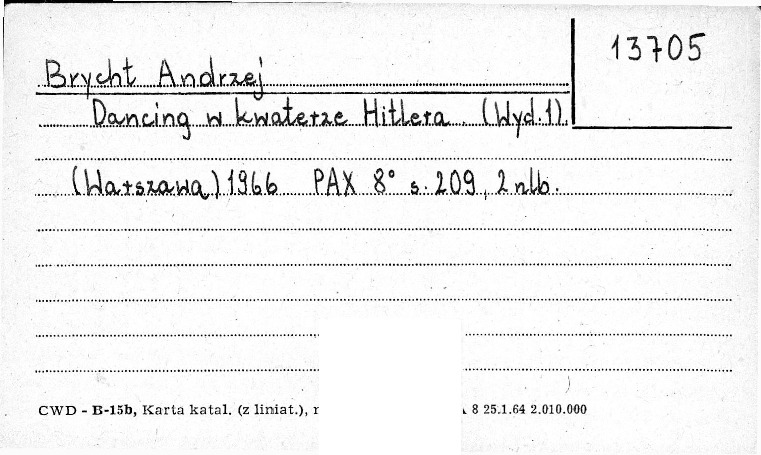 13705
Brycht Andrzej
Dancing w kwaterze Hitlera (Wyd.1).
(Warszawa) 1966 PAX 8° s. 209, 2 nlb.
CWD - B-15b, Karta katal. (z liniat.), 8 25.1.64 2.010.000